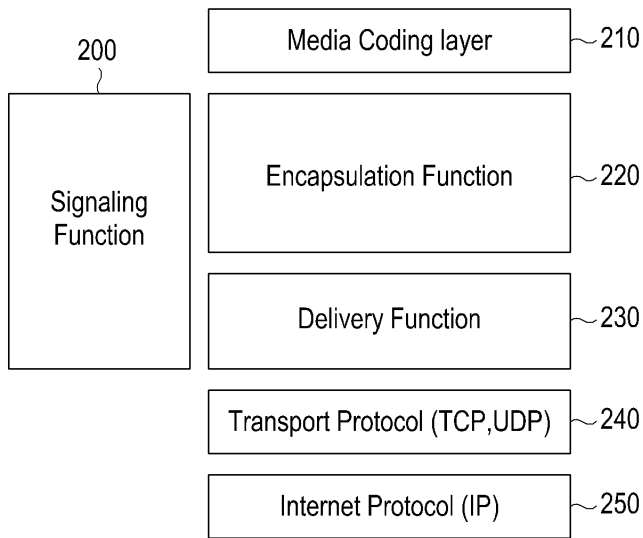 Media Coding layer
210
200
Signaling
Function
Encapsulation Function
220
Delivery Function
230
Transport Protocol (TCP,UDP)
240
Internet Protocol (IP)
250